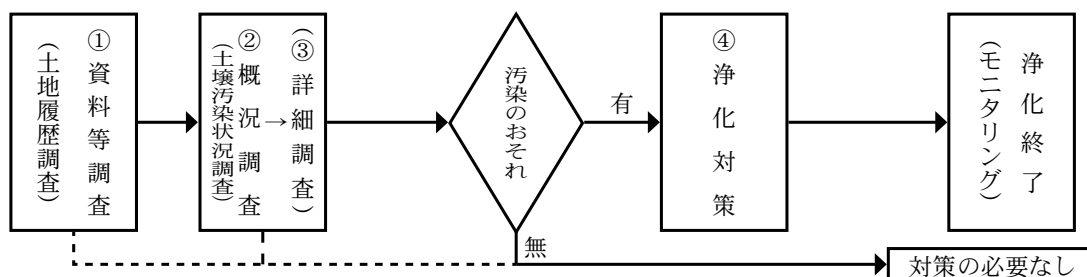 ①資料等調査
(土地履歴調査)
(③詳細調査)
→
②概況調査
(土壌汚染状況調査)
汚染のおそれ
有
無
④浄化対策
浄化終了
(モニタリング)
対策の必要なし